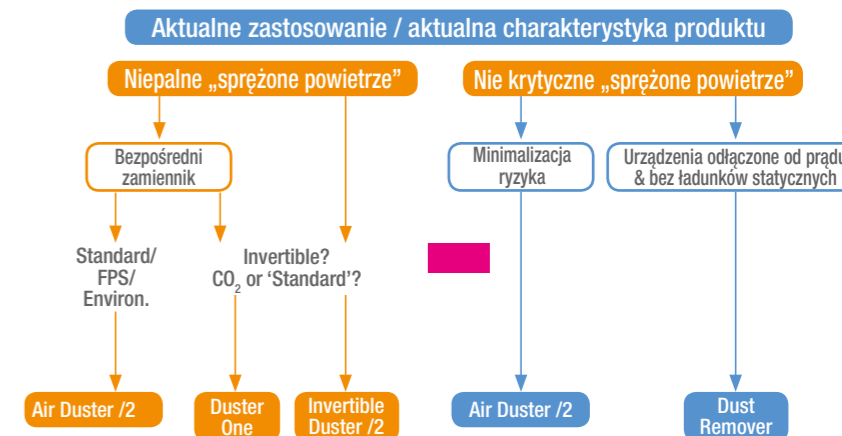 Aktualne zastosowanie / aktualna charakterystyka produktu
Niepalne „sprężone powietrze”
Nie krytyczne „sprężone powietrze”
Bezpośredni
zamiennik
Minimalizacja
ryzyka
Urządzenia odłączone od prądu
& bez ładunków statycznych
Standard/
FPS/
Environ.
Invertible?
CO₂ or ‘Standard’?
Air Duster /2
Duster
One
Invertible
Duster /2
Air Duster /2
Dust
Remover